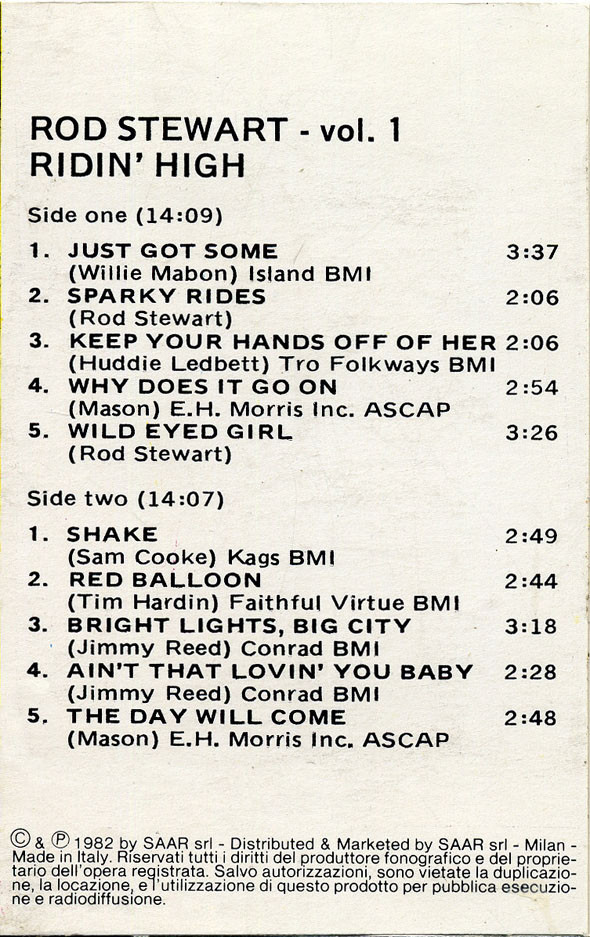 ROD STEWART - vol. 1
RIDIN' HIGH
Side one (14:09)
1. JUST GOT SOME 3:37
(Willie Mabon) Island BMI
2. SPARKY RIDES 2:06
(Rod Stewart)
3. KEEP YOUR HANDS OFF OF HER 2:06
(Huddie Ledbett) Tro Folkways BMI
4. WHY DOES IT GO ON 2:54
(Mason) E.H. Morris Inc. ASCAP
5. WILD EYED GIRL 3:26
(Rod Stewart)
Side two (14:07)
1. SHAKE 2:49
(Sam Cooke) Kags BMI
2. RED BALLOON 2:44
(Tim Hardin) Faithful Virtue BMI
3. BRIGHT LIGHTS, BIG CITY 3:18
(Jimmy Reed) Conrad BMI
4. AIN'T THAT LOVIN' YOU BABY 2:28
(Jimmy Reed) Conrad BMI
5. THE DAY WILL COME 2:48
(Mason) E.H. Morris Inc. ASCAP
© & ℗ 1982 by SAAR srl - Distributed & Marketed by SAAR srl - Milan -
Made in Italy. Riservati tutti i diritti del produttore fonografico e del proprie-
tario dell'opera registrata. Salvo autorizzazioni, sono vietate la duplicazio-
ne, la locazione, e l'utilizzazione di questo prodotto per pubblica esecuzio-
ne e radiodiffusione.